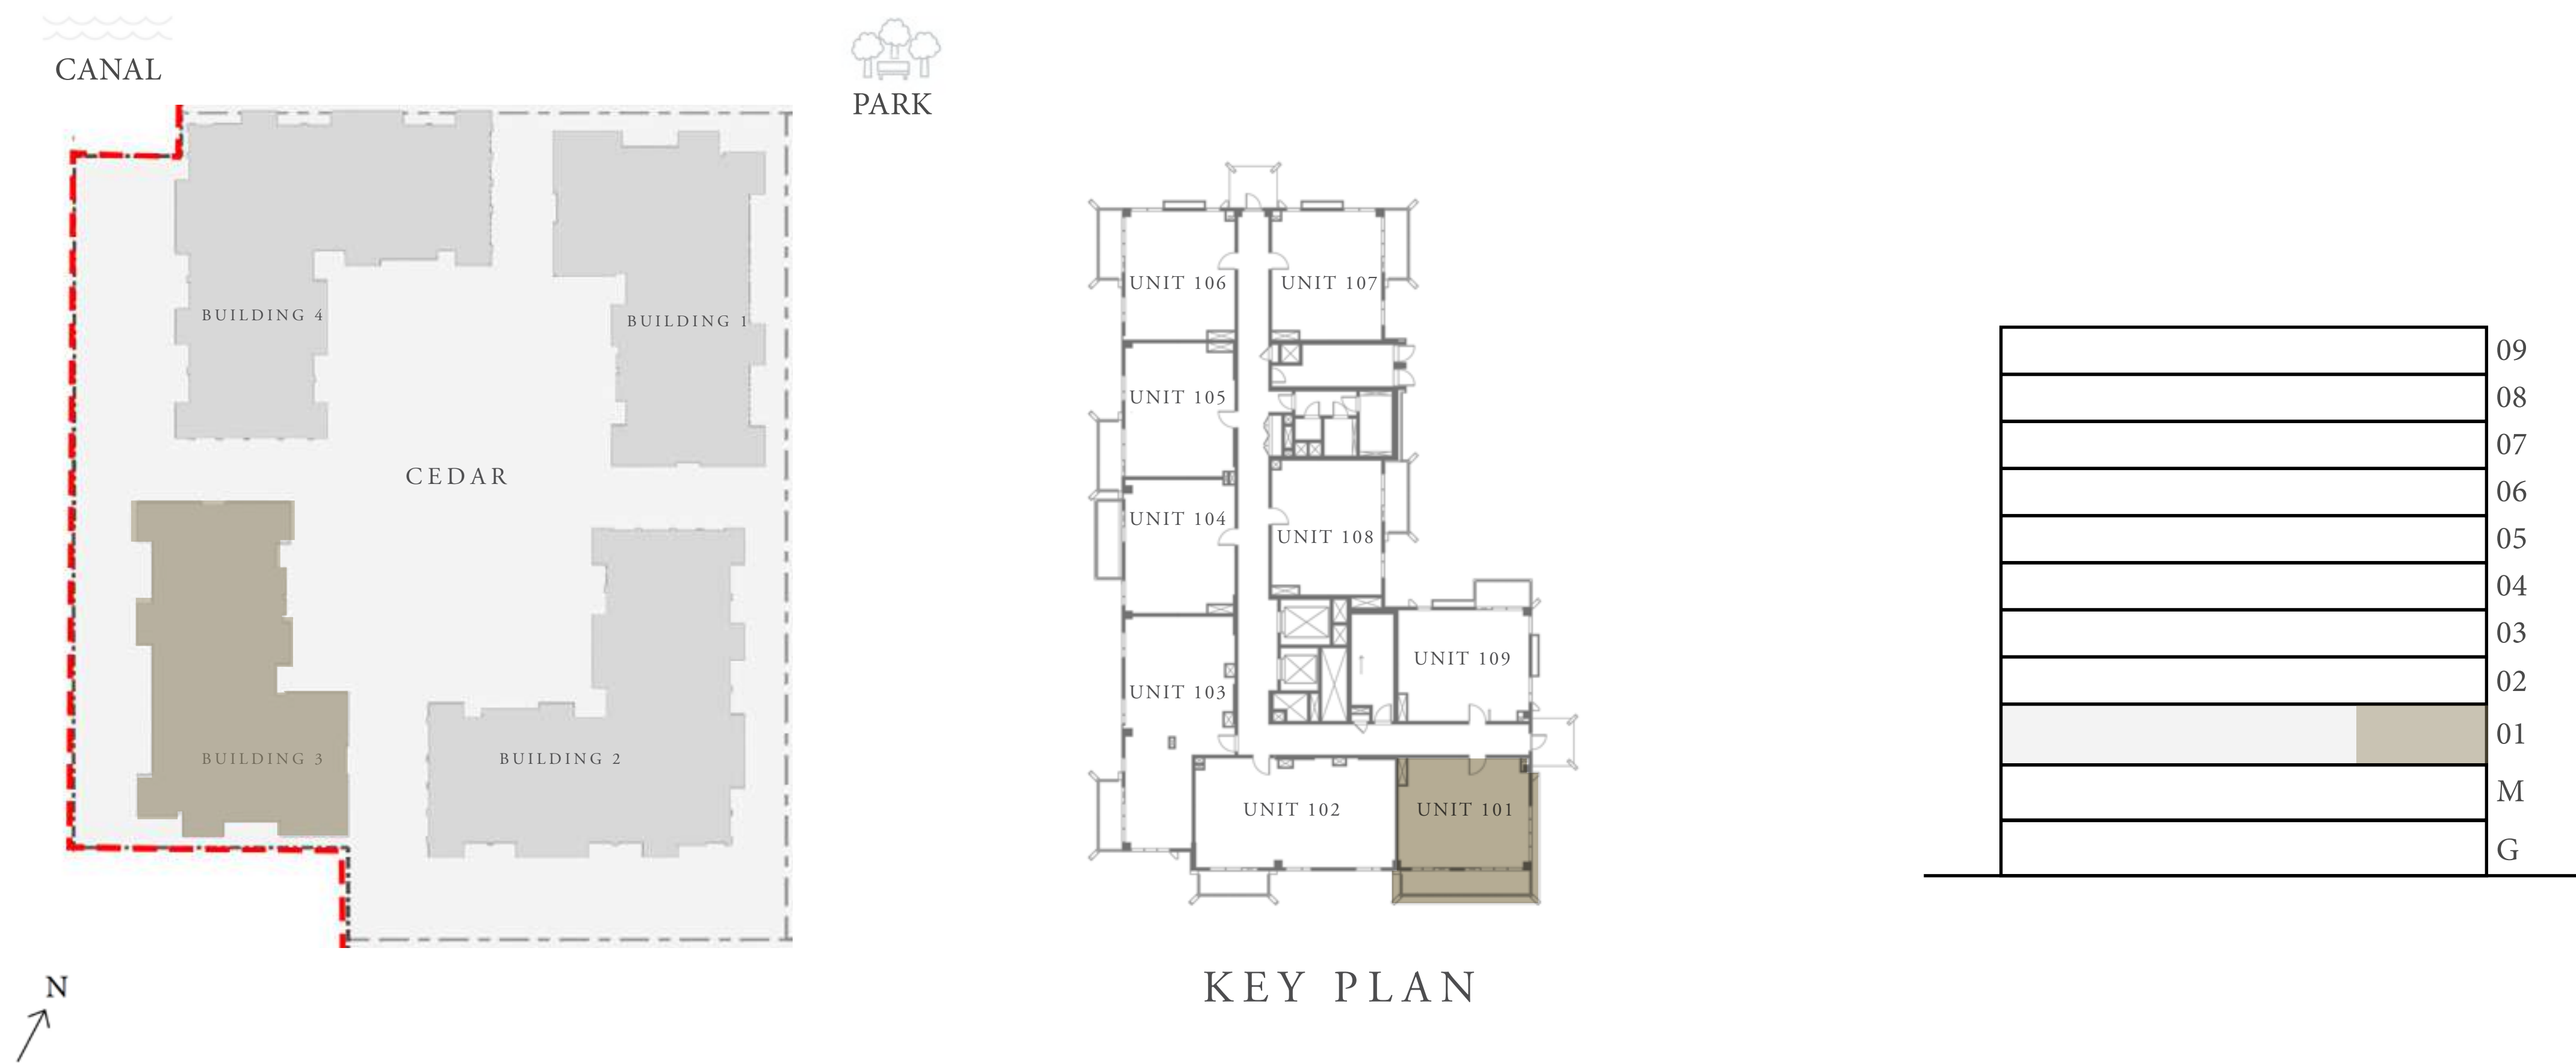 CANAL
PARK
BUILDING 4
BUILDING 1
CEDAR
BUILDING 3
BUILDING 2
N
UNIT 106
UNIT 107
UNIT 105
UNIT 104
UNIT 108
UNIT 109
UNIT 103
UNIT 102
UNIT 101
KEY PLAN
09
08
07
06
05
04
03
02
01
M
G